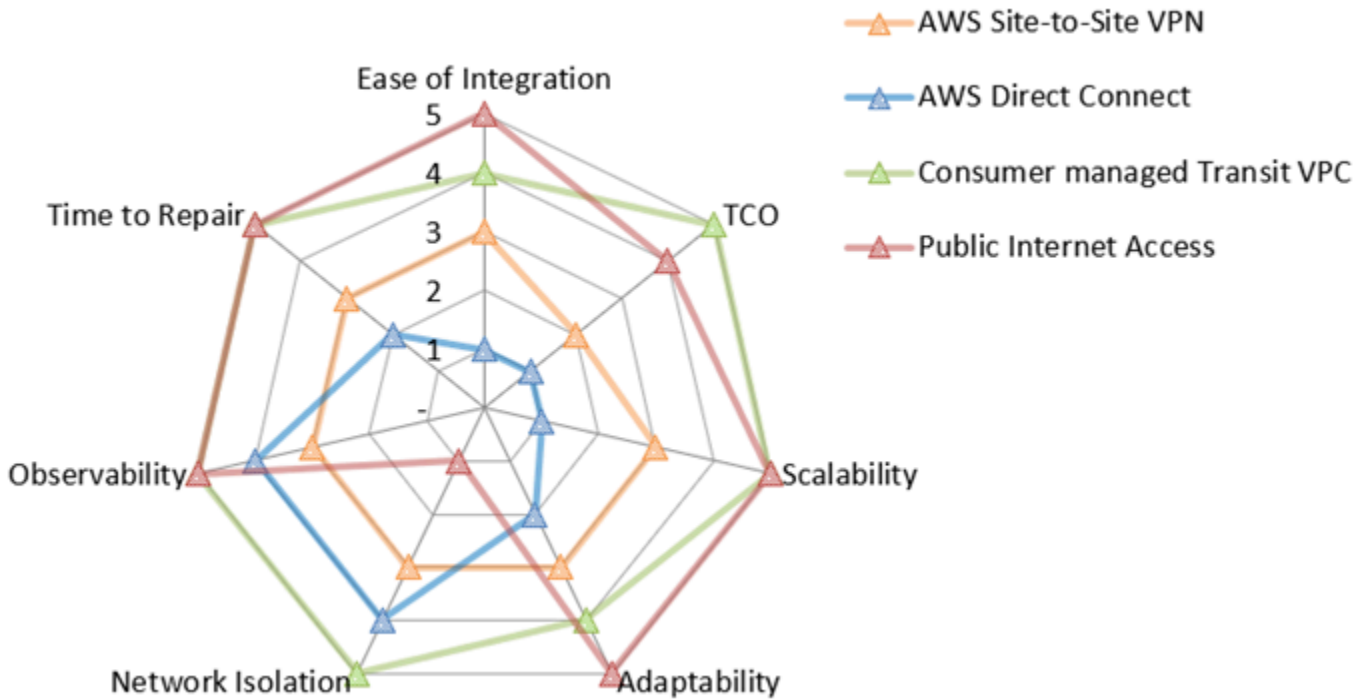 AWS Site-to-Site VPN
AWS Direct Connect
Consumer managed Transit VPC
Public Internet Access
Ease of Integration
5
4
3
2
1
-
TCO
Scalability
Adaptability
Network Isolation
Observability
Time to Repair